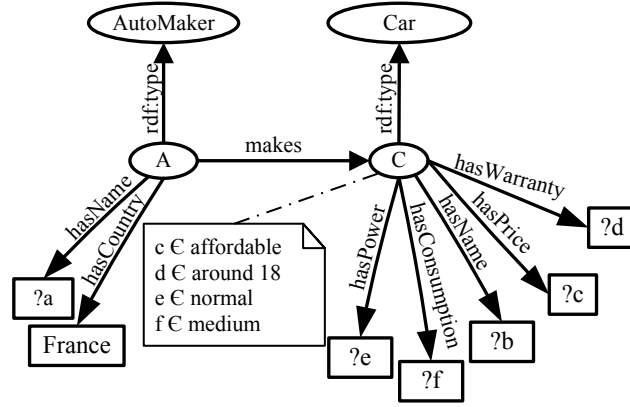 AutoMaker
Car
rdf:type
rdf:type
A
makes
C
hasName
hasCountry
hasPower
hasConsumption
hasName
hasPrice
hasWarranty
c Є affordable
d Є around 18
e Є normal
f Є medium
?a
France
?e
?f
?b
?c
?d